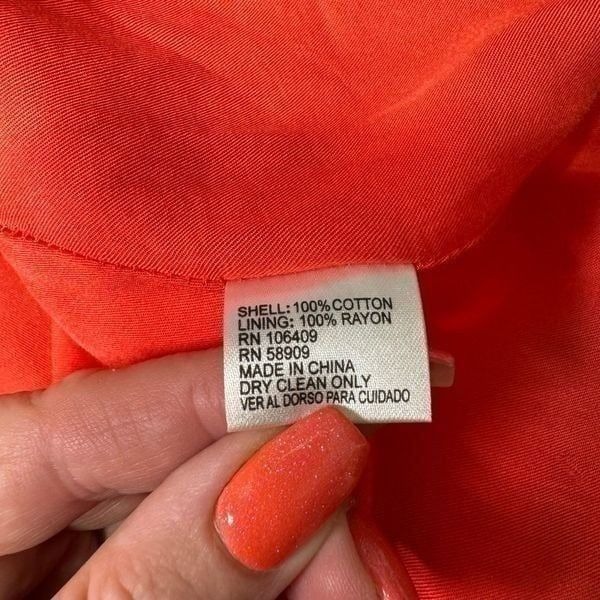 SHELL: 100% COTTON
LINING: 100% RAYON
RN 106409
RN 58909
MADE IN CHINA
DRY CLEAN ONLY
VER AL DORSO PARA CUIDADO